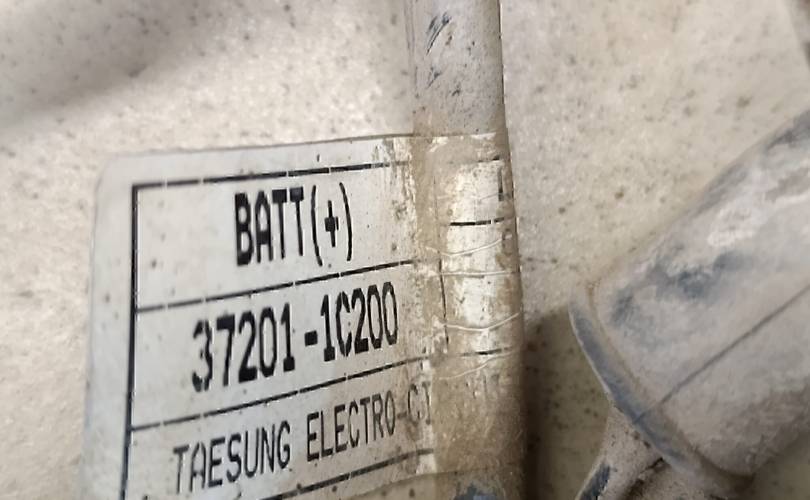 BATT(+)
37201-1C200
TAESUNG ELECTRO-